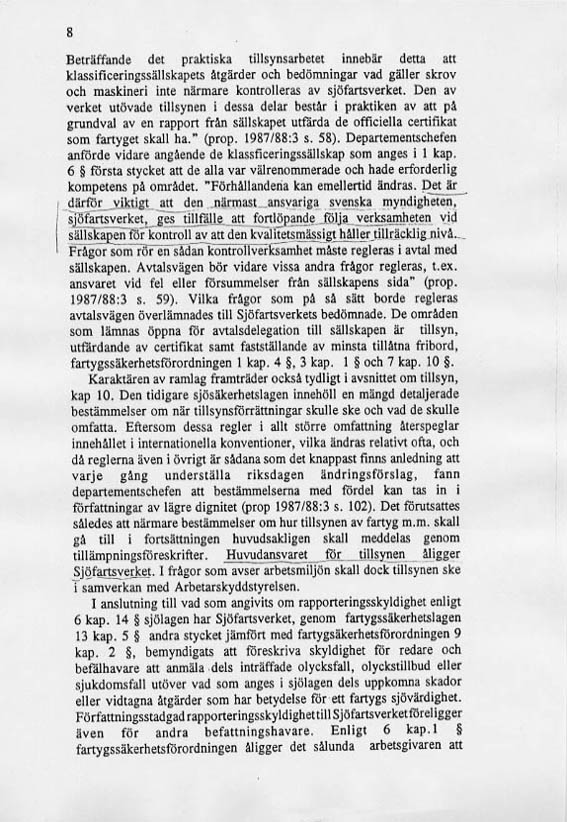 8
Beträffande det praktiska tillsynsarbetet innebär detta att
klassificeringssällskapets åtgärder och bedömningar vad gäller skrov
och maskineri inte närmare kontrolleras av sjöfartsverket. Den av
verket utövade tillsynen i dessa delar består i praktiken av att på
grundval av en rapport från sällskapet utfärda de officiella certifikat
som fartyget skall ha." (prop. 1987/88:3 s. 58). Departementschefen
anförde vidare angående de klassficeringssällskap som anges i 1 kap.
6 § första stycket att de alla var välrenommerade och hade erforderlig
kompetens på området. "Förhållandena kan emellertid ändras. Det är
därför viktigt att den närmast ansvariga svenska myndigheten,
sjöfartsverket, ges tillfälle att fortlöpande följa verksamheten vid
sällskapen för kontroll av att den kvalitetsmässigt håller tillräcklig nivå.
Frågor som rör en sådan kontrollverksamhet måste regleras i avtal med
sällskapen. Avtalsvägen bör vidare vissa andra frågor regleras, t.ex.
ansvaret vid fel eller försummelser från sällskapens sida" (prop.
1987/88:3 s. 59). Vilka frågor som på så sätt borde regleras
avtalsvägen överlämnades till Sjöfartsverkets bedömnade. De områden
som lämnas öppna för avtalsdelegation till sällskapen är tillsyn,
utfärdande av certifikat samt fastställande av minsta tillåtna fribord,
fartygssäkerhetsförordningen 1 kap. 4 §, 3 kap. 1 § och 7 kap. 10 §.
Karaktären av ramlag framträder också tydligt i avsnittet om tillsyn,
kap 10. Den tidigare sjösäkerhetslagen innehöll en mängd detaljerade
bestämmelser om när tillsynsförrättningar skulle ske och vad de skulle
omfatta. Eftersom dessa regler i allt större omfattning återspeglar
innehållet i internationella konventioner, vilka ändras relativt ofta, och
då reglerna även i övrigt är sådana som det knappast finns anledning att
varje gång underställa riksdagen ändringsförslag, fann
departementschefen att bestämmelserna med fördel kan tas in i
författningar av lägre dignitet (prop 1987/88:3 s. 102). Det förutsattes
således att närmare bestämmelser om hur tillsynen av fartyg m.m. skall
gå till i fortsättningen huvudsakligen skall meddelas genom
tillämpningsföreskrifter. Huvudansvaret för tillsynen åligger
Sjöfartsverket. I frågor som avser arbetsmiljön skall dock tillsynen ske
i samverkan med Arbetarskyddstyrelsen.
I anslutning till vad som angivits om rapporteringsskyldighet enligt
6 kap. 14 § sjölagen har Sjöfartsverket, genom fartygssäkerhetslagen
13 kap. 5 § andra stycket jämfört med fartygsäkerhetsförordningen 9
kap. 2 §, bemyndigats att föreskriva skyldighet för redare och
befälhavare att anmäla dels inträffade olycksfall, olyckstillbud eller
sjukdomsfall utöver vad som anges i sjölagen dels uppkomna skador
eller vidtagna åtgärder som har betydelse för ett fartygs sjövärdighet.
Författningsstadgad rapporteringsskyldighet till Sjöfartsverket föreligger
även för andra befattningshavare. Enligt 6 kap.1 §
fartygssäkerhetsförordningen åligger det sålunda arbetsgivaren att